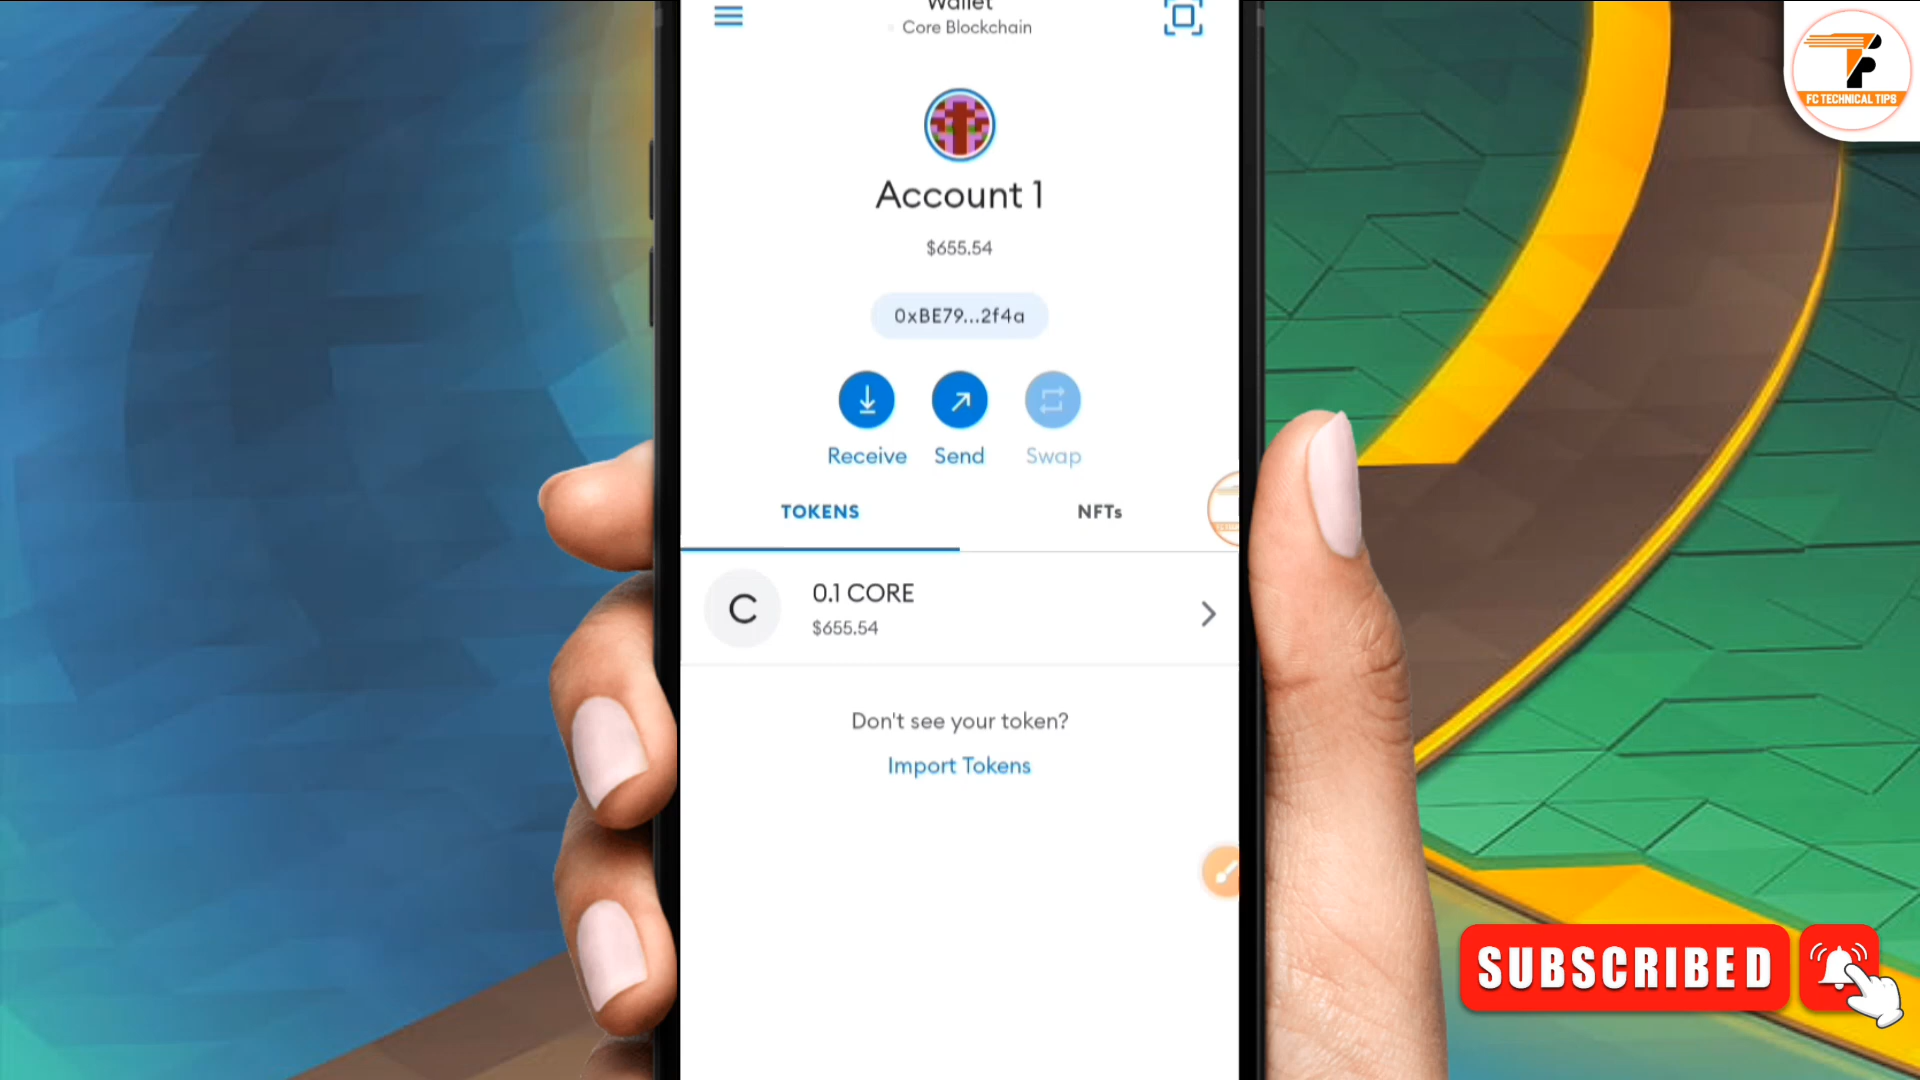 Wallet
Core Blockchain
FC TECHNICAL TIPS
Account 1
$655.54
0xBE79...2f4a
Receive
Send
Swap
TOKENS
NFTs
C
0.1 CORE
$655.54
Don't see your token?
Import Tokens
SUBSCRIBED